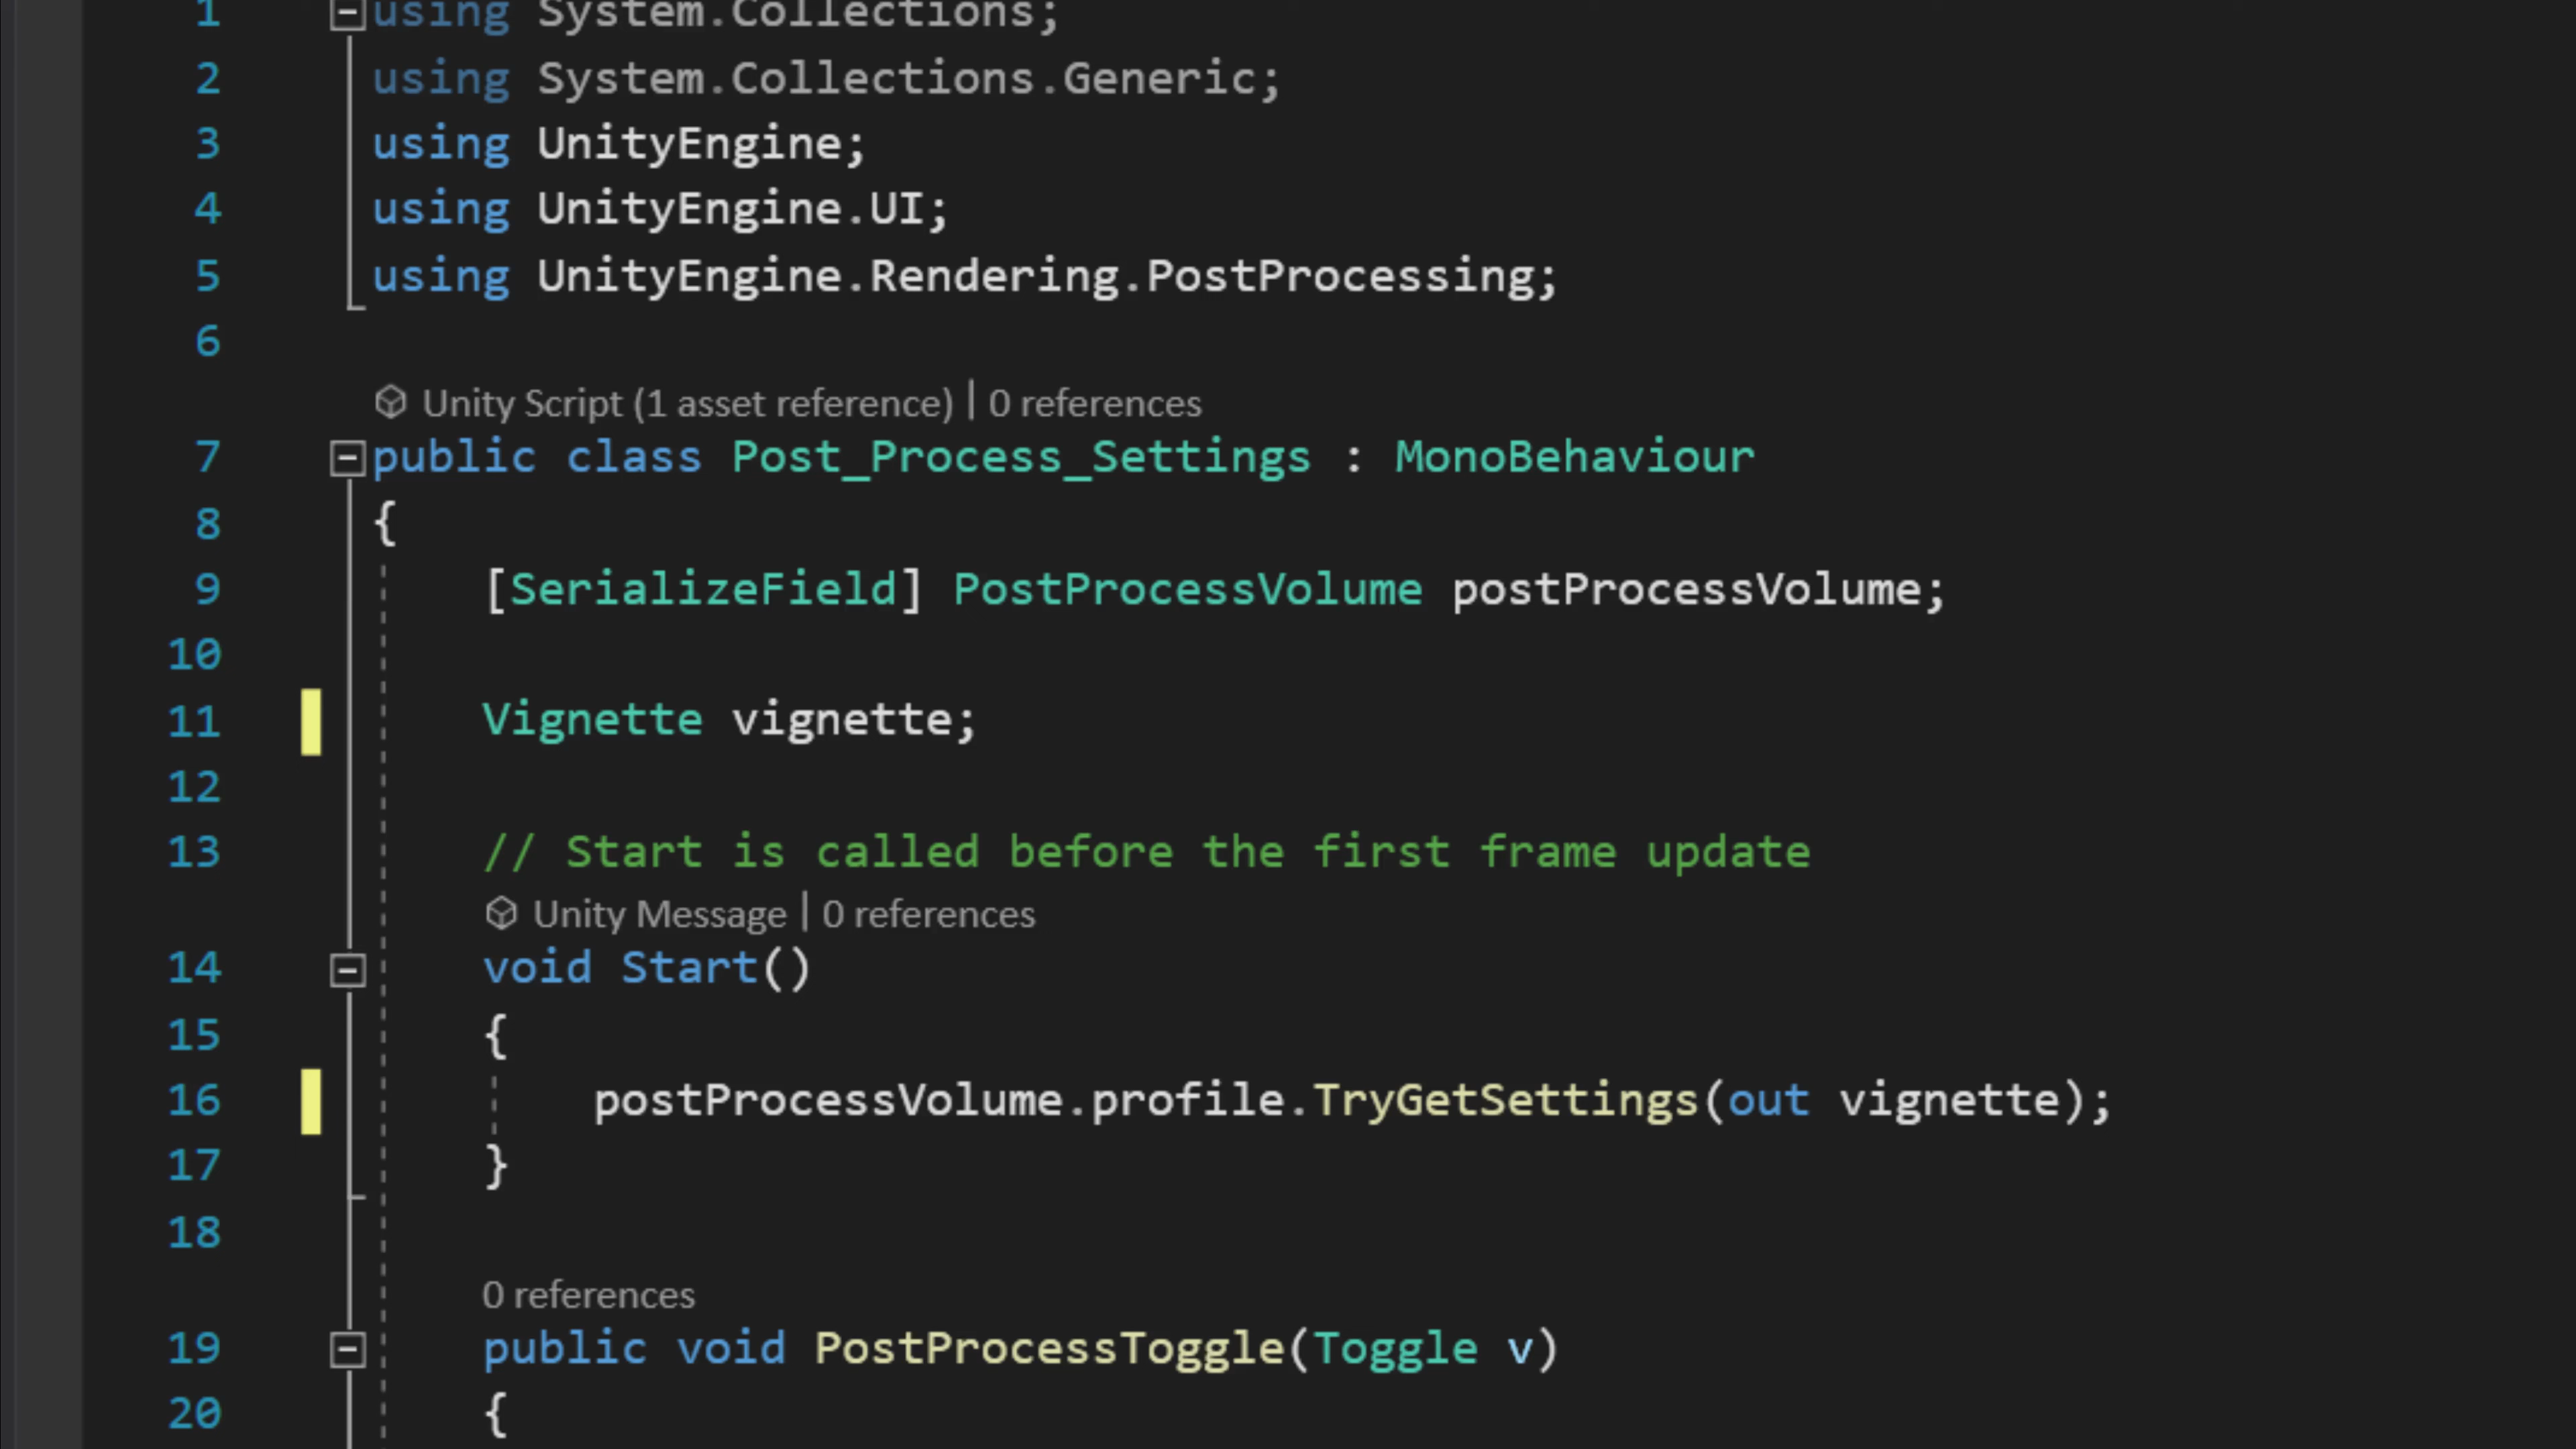 1 using System.Collections;
2 using System.Collections.Generic;
3 using UnityEngine;
4 using UnityEngine.UI;
5 using UnityEngine.Rendering.PostProcessing;
6
Unity Script (1 asset reference) | 0 references
7 public class Post_Process_Settings : MonoBehaviour
8 {
9 [SerializeField] PostProcessVolume postProcessVolume;
10
11 Vignette vignette;
12
13 // Start is called before the first frame update
Unity Message | 0 references
14 void Start()
15 {
16 postProcessVolume.profile.TryGetSettings(out vignette);
17 }
18
0 references
19 public void PostProcessToggle(Toggle v)
20 {